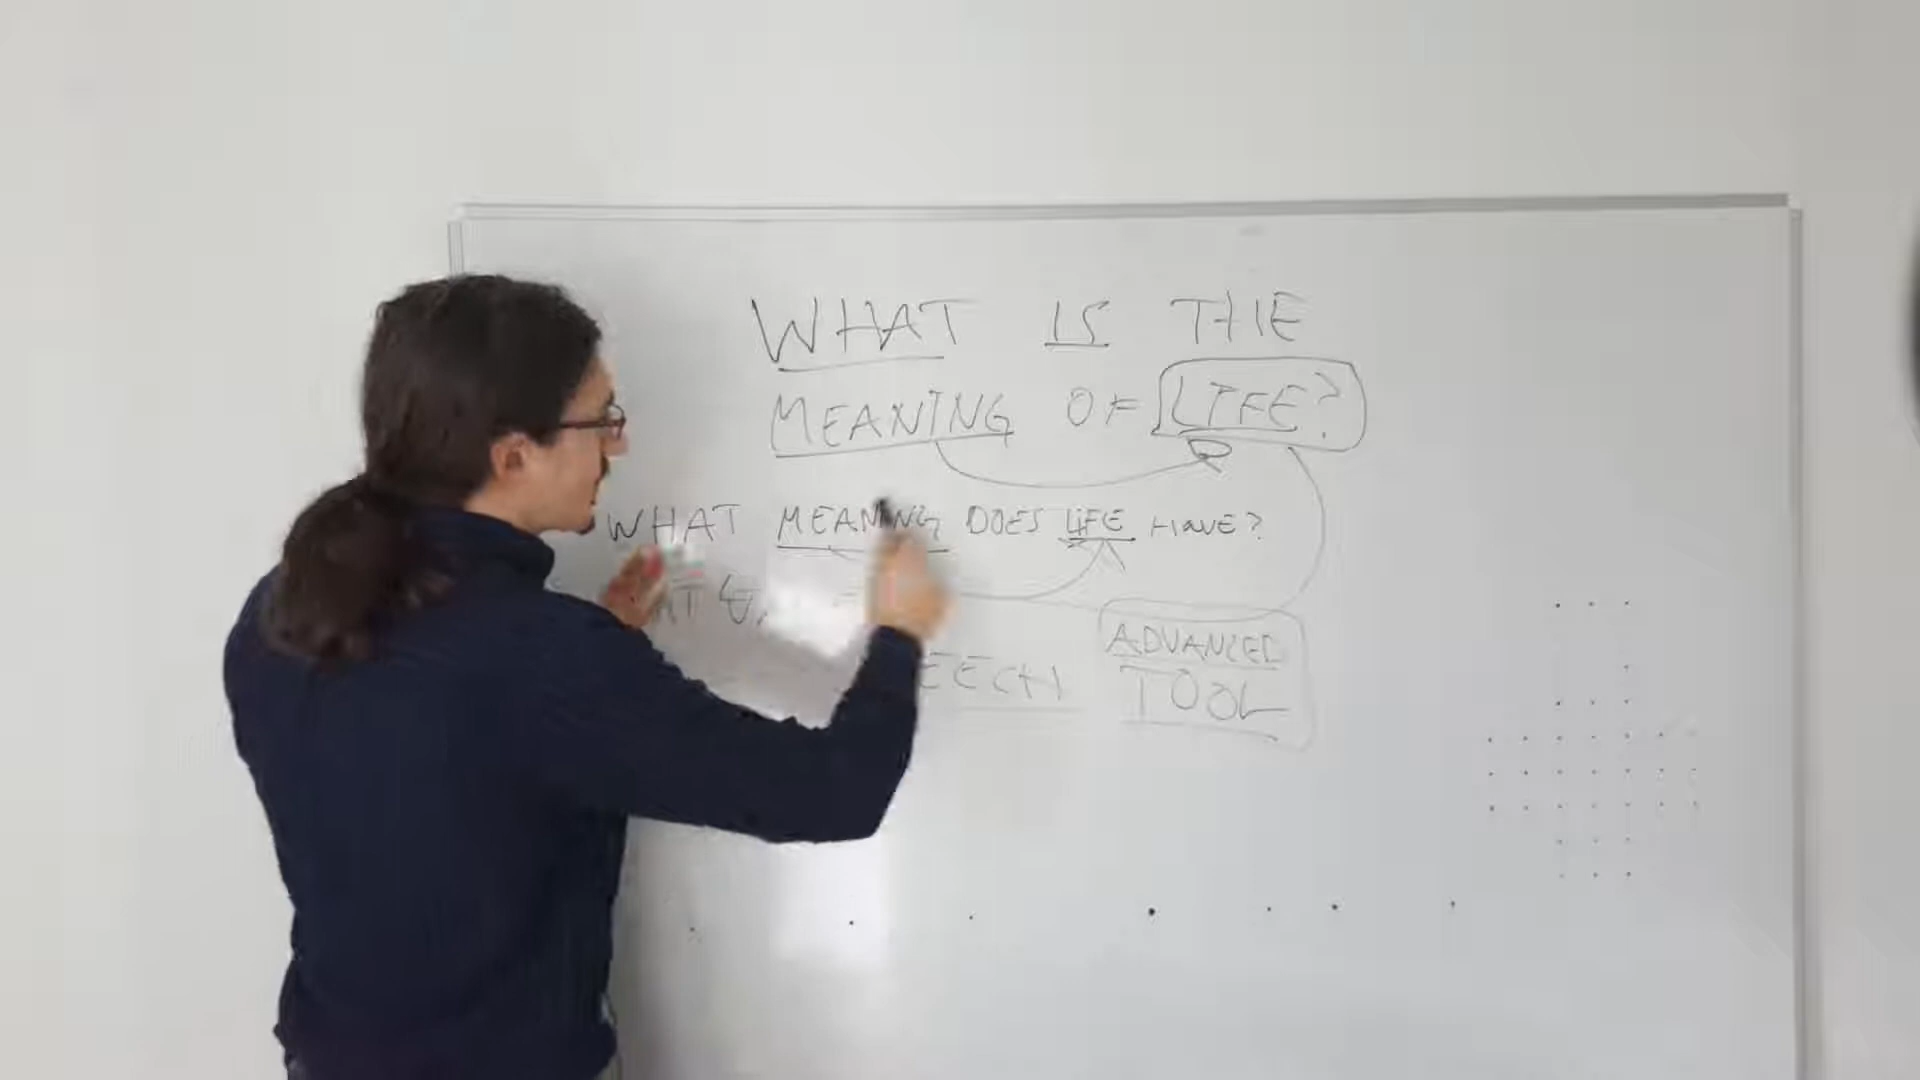 WHAT IS THE
MEANING OF LIFE?
WHAT MEANING DOES LIFE HAVE?
ADVANCED
TOOL